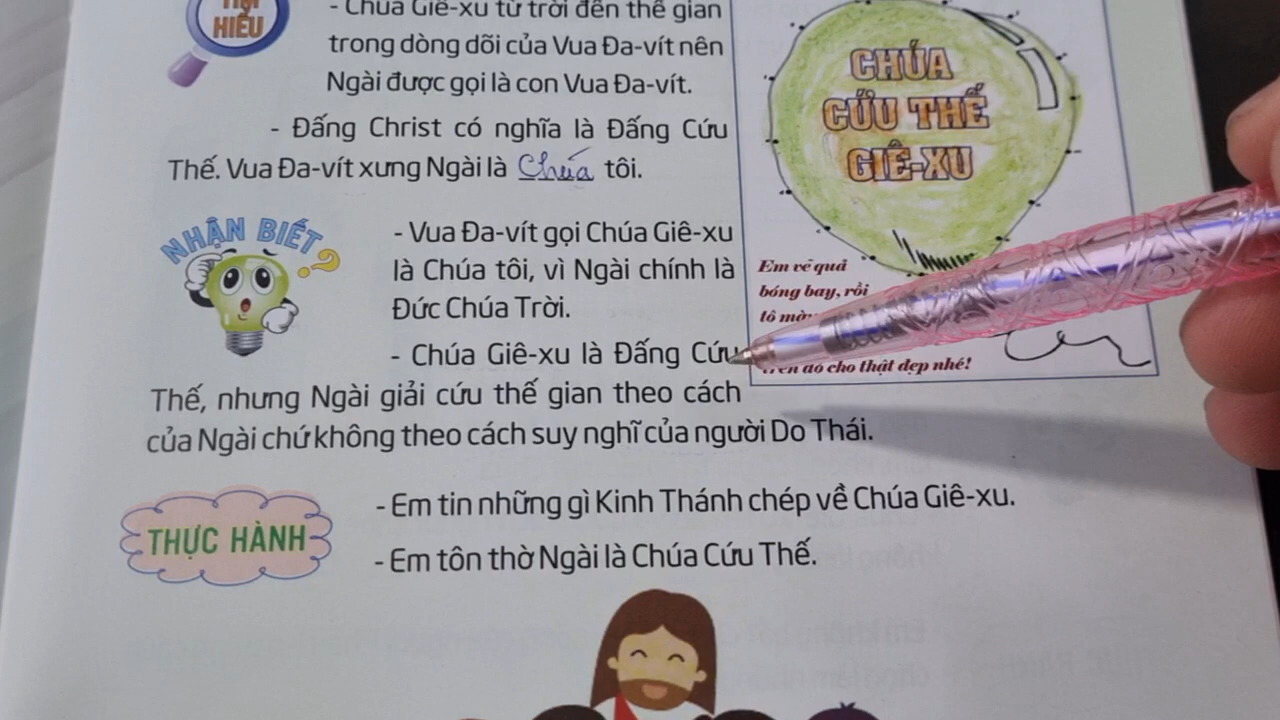 TÌM
HIỂU
- Chúa Giê-xu từ trời đến thế gian
trong dòng dõi của Vua Đa-vít nên
Ngài được gọi là con Vua Đa-vít.
- Đấng Christ có nghĩa là Đấng Cứu
Thế. Vua Đa-vít xưng Ngài là Chúa tôi.
CHÚA
CỨU THẾ
GIÊ-XU
Em vẽ quả
bóng bay, rồi
tô màu
trên đó cho thật đẹp nhé!
NHẬN BIẾT?
- Vua Đa-vít gọi Chúa Giê-xu
là Chúa tôi, vì Ngài chính là
Đức Chúa Trời.
- Chúa Giê-xu là Đấng Cứu
Thế, nhưng Ngài giải cứu thế gian theo cách
của Ngài chứ không theo cách suy nghĩ của người Do Thái.
THỰC HÀNH
- Em tin những gì Kinh Thánh chép về Chúa Giê-xu.
- Em tôn thờ Ngài là Chúa Cứu Thế.